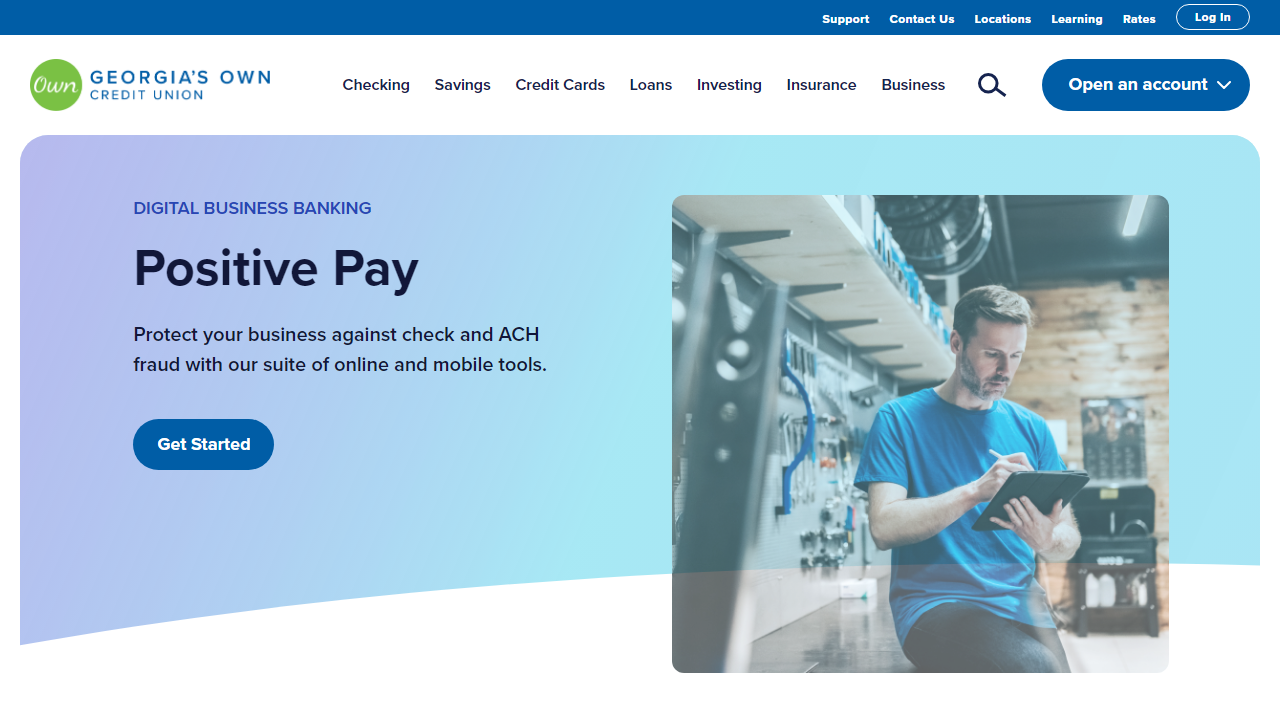 Support Contact Us Locations Learning Rates Log In
Own GEORGIA'S OWN
CREDIT UNION
Checking Savings Credit Cards Loans Investing Insurance Business Open an account
DIGITAL BUSINESS BANKING
Positive Pay
Protect your business against check and ACH
fraud with our suite of online and mobile tools.
Get Started